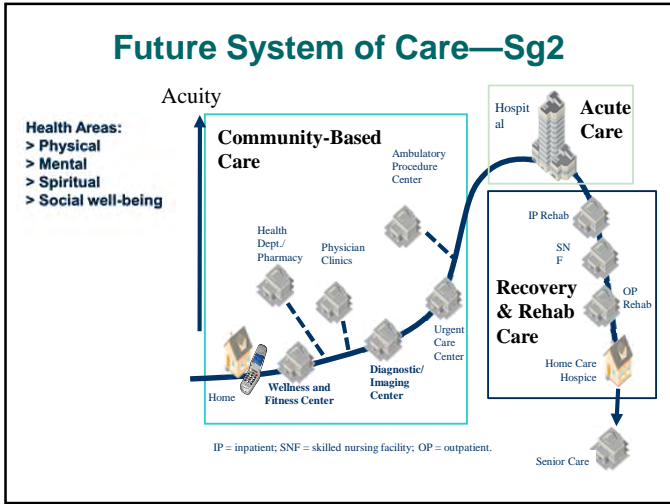 Future System of Care—Sg2
Acuity
Health Areas:
> Physical
> Mental
> Spiritual
> Social well-being
Community-Based
Care
Ambulatory
Procedure
Center
Health
Dept./
Pharmacy
Physician
Clinics
Home
Wellness and
Fitness Center
Diagnostic/
Imaging
Center
Urgent
Care
Center
Hospit
al
Acute
Care
IP Rehab
SN
F
OP
Rehab
Recovery
& Rehab
Care
Home Care
Hospice
Senior Care
IP = inpatient; SNF = skilled nursing facility; OP = outpatient.